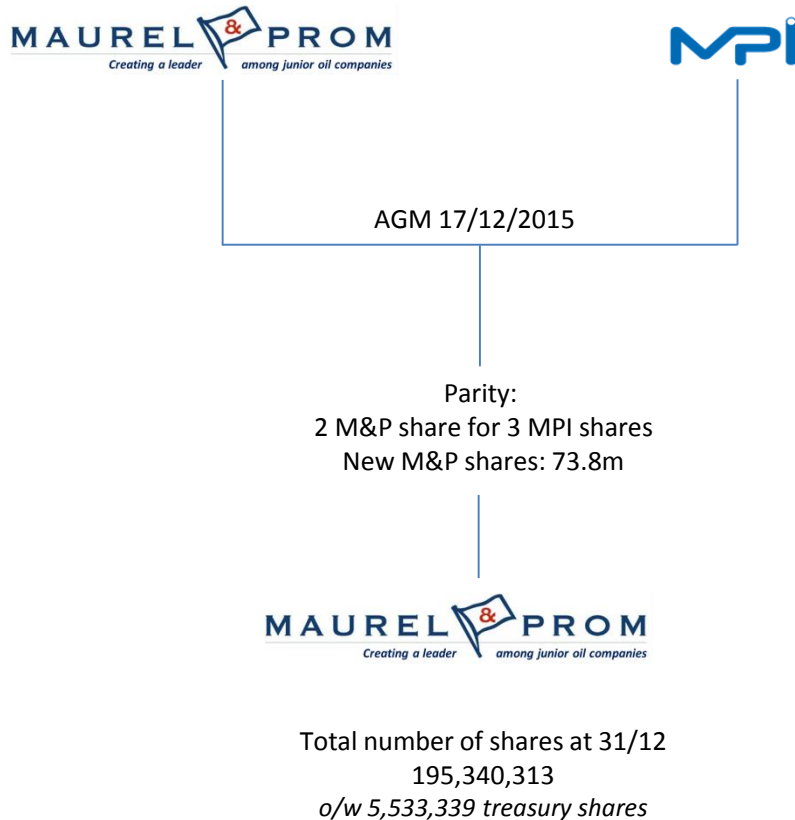 MAUREL & PROM
Creating a leader among junior oil companies
MPI
AGM 17/12/2015
Parity:
2 M&P share for 3 MPI shares
New M&P shares: 73.8m
MAUREL & PROM
Creating a leader among junior oil companies
Total number of shares at 31/12
195,340,313
o/w 5,533,339 treasury shares